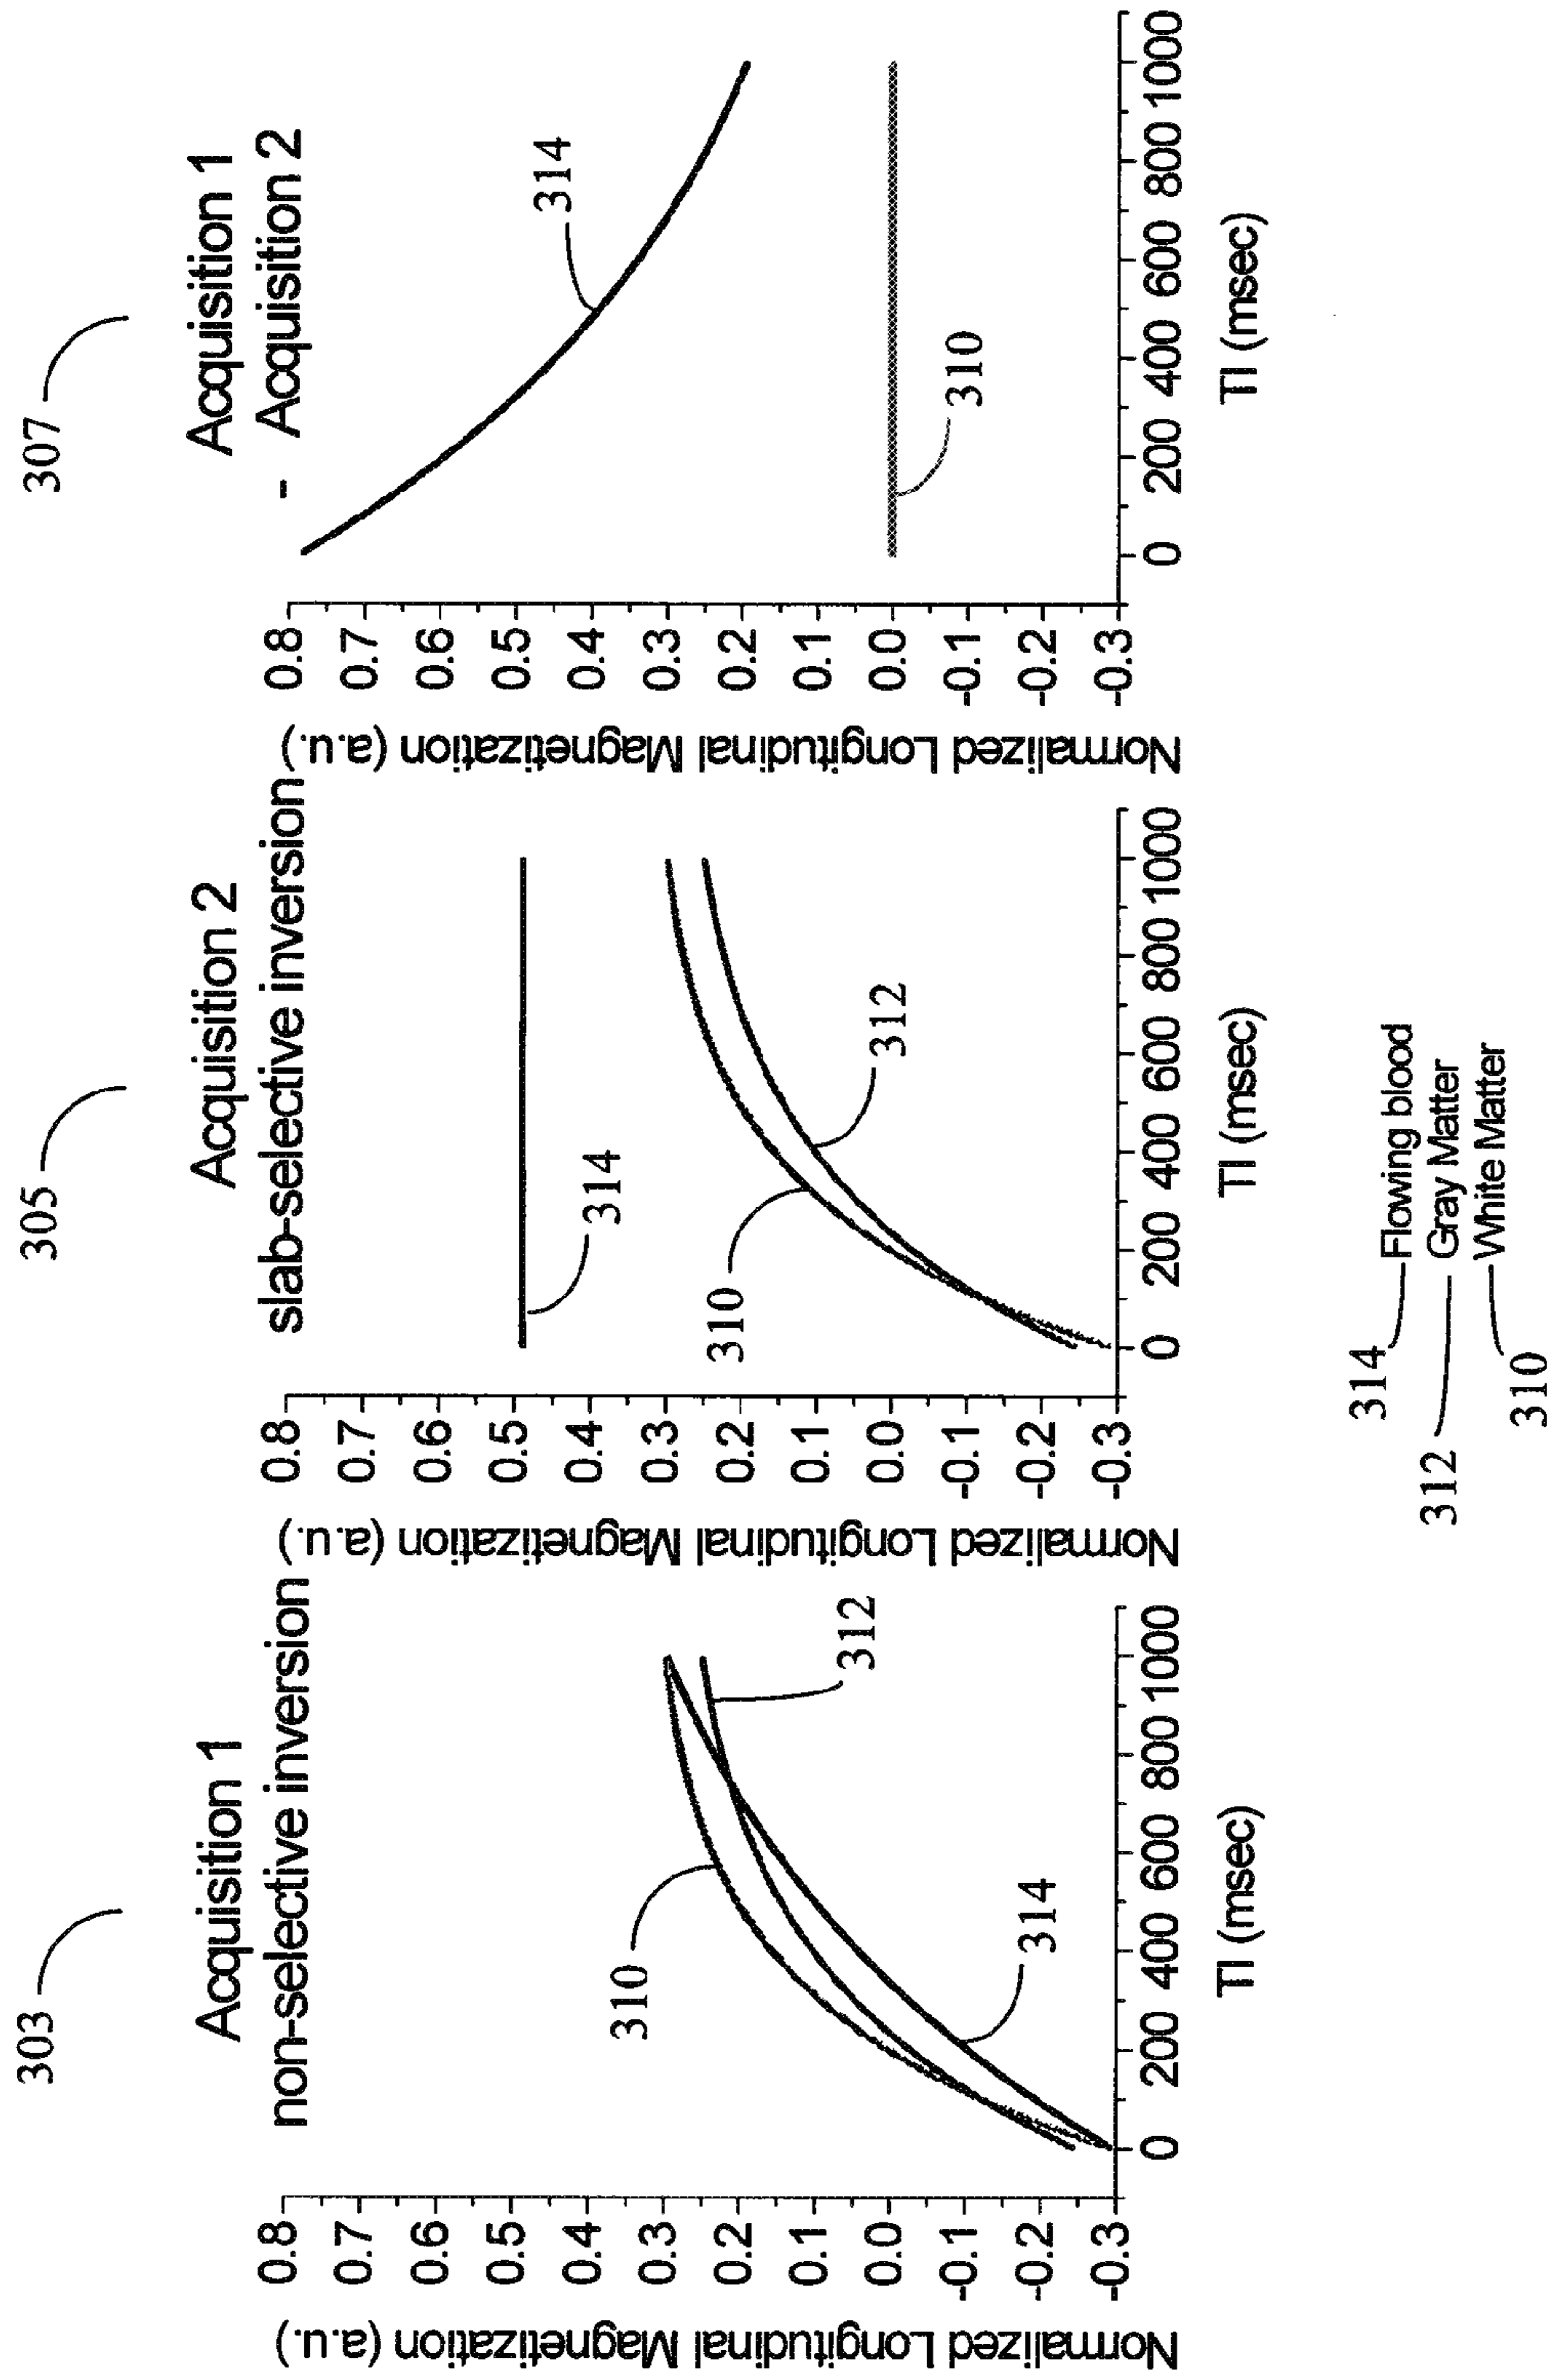 303
Acquisition 1
non-selective inversion
Normalized Longitudinal Magnetization (a.u.)
0.8
0.7
0.6
0.5
0.4
0.3
0.2
0.1
0.0
-0.1
-0.2
-0.3
310
312
314
0 200 400 600 800 1000
TI (msec)
305
Acquisition 2
slab-selective inversion
Normalized Longitudinal Magnetization (a.u.)
0.8
0.7
0.6
0.5
0.4
0.3
0.2
0.1
0.0
-0.1
-0.2
-0.3
314
310
312
0 200 400 600 800 1000
TI (msec)
307
Acquisition 1
- Acquisition 2
Normalized Longitudinal Magnetization (a.u.)
0.8
0.7
0.6
0.5
0.4
0.3
0.2
0.1
0.0
-0.1
-0.2
-0.3
314
310
0 200 400 600 800 1000
TI (msec)
314 Flowing blood
312 Gray Matter
310 White Matter